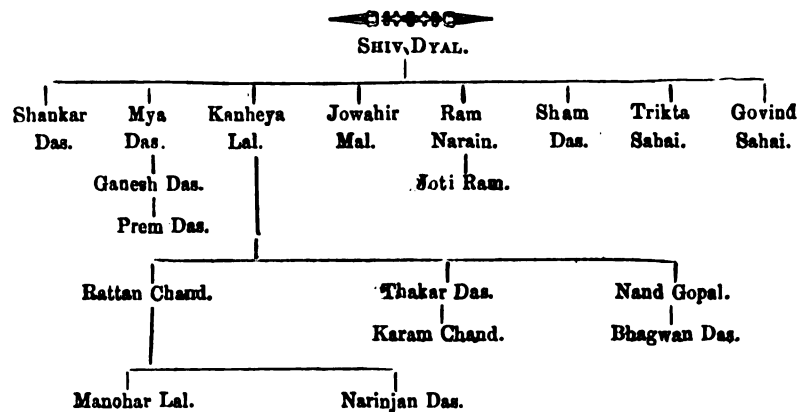 SHIV DYAL.
Shankar Mya Kanheya Jowahir Ram Sham Trikta Govind
Das. Das. Lal. Mal. Narain. Das. Sahai. Sahai.
Ganesh Das. Joti Ram.
Prem Das.
Rattan Chand. Thakar Das. Nand Gopal.
Karam Chand. Bhagwan Das.
Manohar Lal. Narinjan Das.